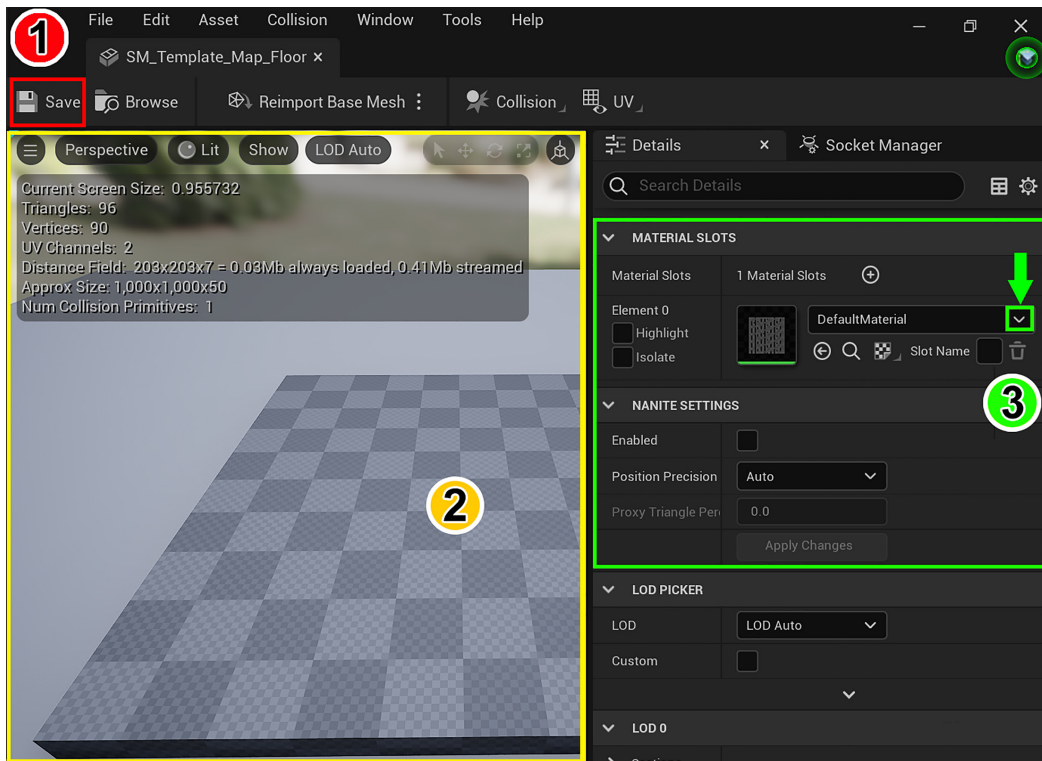 1
File Edit Asset Collision Window Tools Help
SM_Template_Map_Floor
Save Browse Reimport Base Mesh Collision UV
Perspective Lit Show LOD Auto
Current Screen Size: 0.955732
Triangles: 96
Vertices: 90
UV Channels: 2
Distance Field: 203x203x7 = 0.03Mb always loaded, 0.41Mb streamed
Approx Size: 1,000x1,000x50
Num Collision Primitives: 1
2
Details Socket Manager
Search Details
MATERIAL SLOTS
Material Slots 1 Material Slots
Element 0
Highlight
Isolate
DefaultMaterial
Slot Name
3
NANITE SETTINGS
Enabled
Position Precision Auto
Proxy Triangle Per 0.0
Apply Changes
LOD PICKER
LOD LOD Auto
Custom
LOD 0